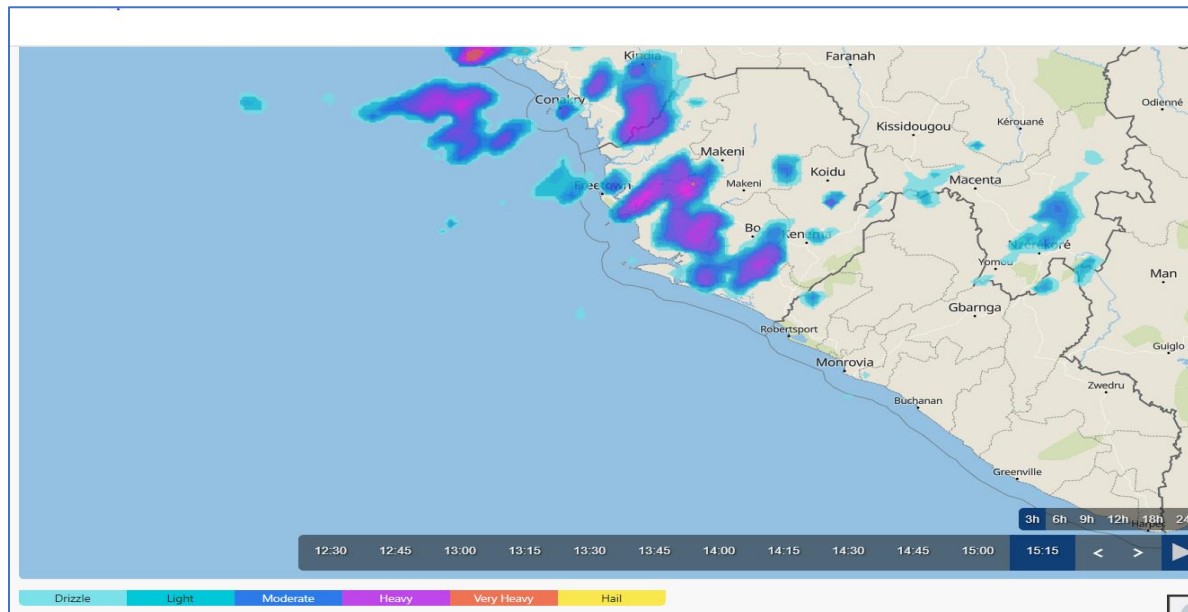 Kindia
Faranah
Conakry
Odienné
Kérouané
Kissidougou
Makeni
Koidu
Macenta
Makeni
Freetown
Bo
Kenema
Nzérékoré
Yomou
Man
Gbarnga
Robertsport
Guiglo
Monrovia
Zwedru
Buchanan
Greenville
3h 6h 9h 12h 18h 24
Harper
12:30 12:45 13:00 13:15 13:30 13:45 14:00 14:15 14:30 14:45 15:00 15:15 < >
Drizzle Light Moderate Heavy Very Heavy Hail